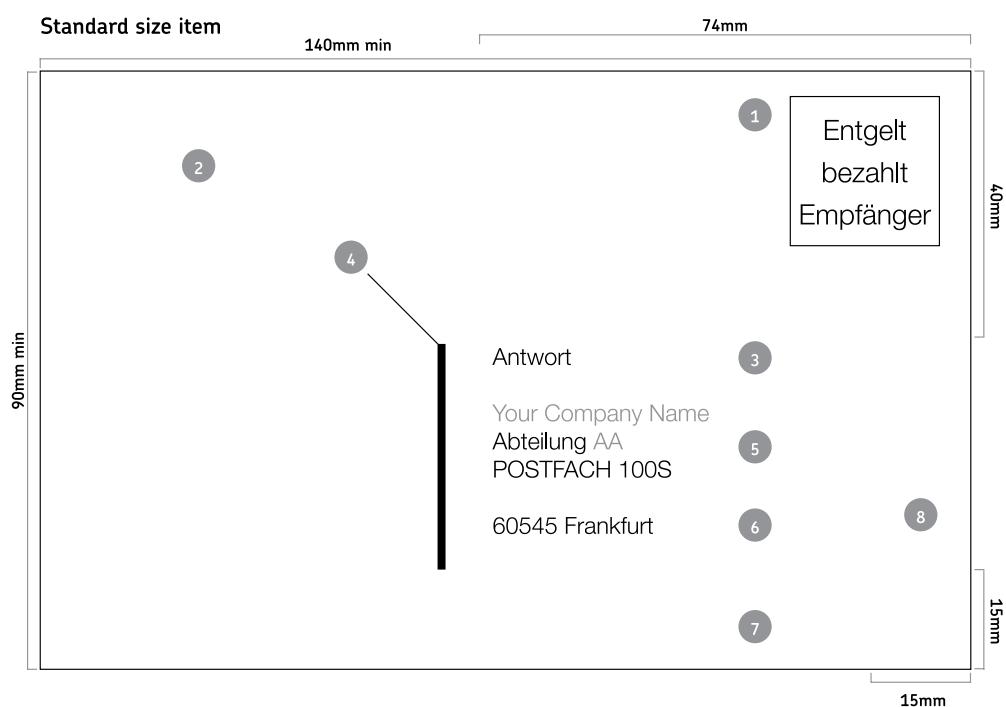 Standard size item
74mm
140mm min
1
Entgelt
bezahlt
Empfänger
2
40mm
4
90mm min
Antwort
3
Your Company Name
Abteilung AA
5
POSTFACH 100S
60545 Frankfurt
6
8
7
15mm
15mm